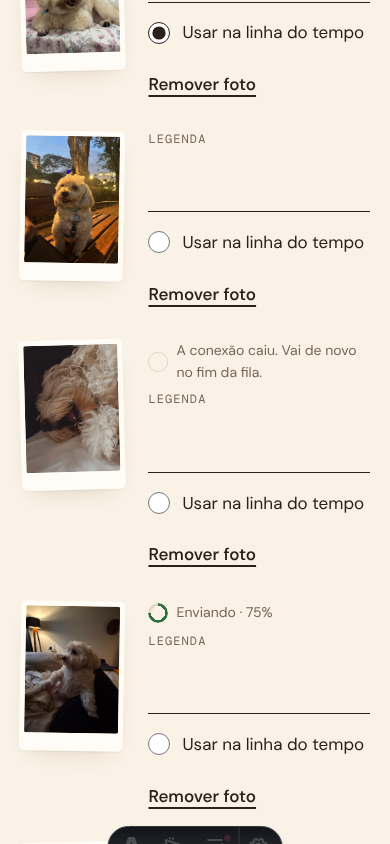 Usar na linha do tempo
Remover foto
LEGENDA
Usar na linha do tempo
Remover foto
A conexão caiu. Vai de novo
no fim da fila.
LEGENDA
Usar na linha do tempo
Remover foto
Enviando · 75%
LEGENDA
Usar na linha do tempo
Remover foto